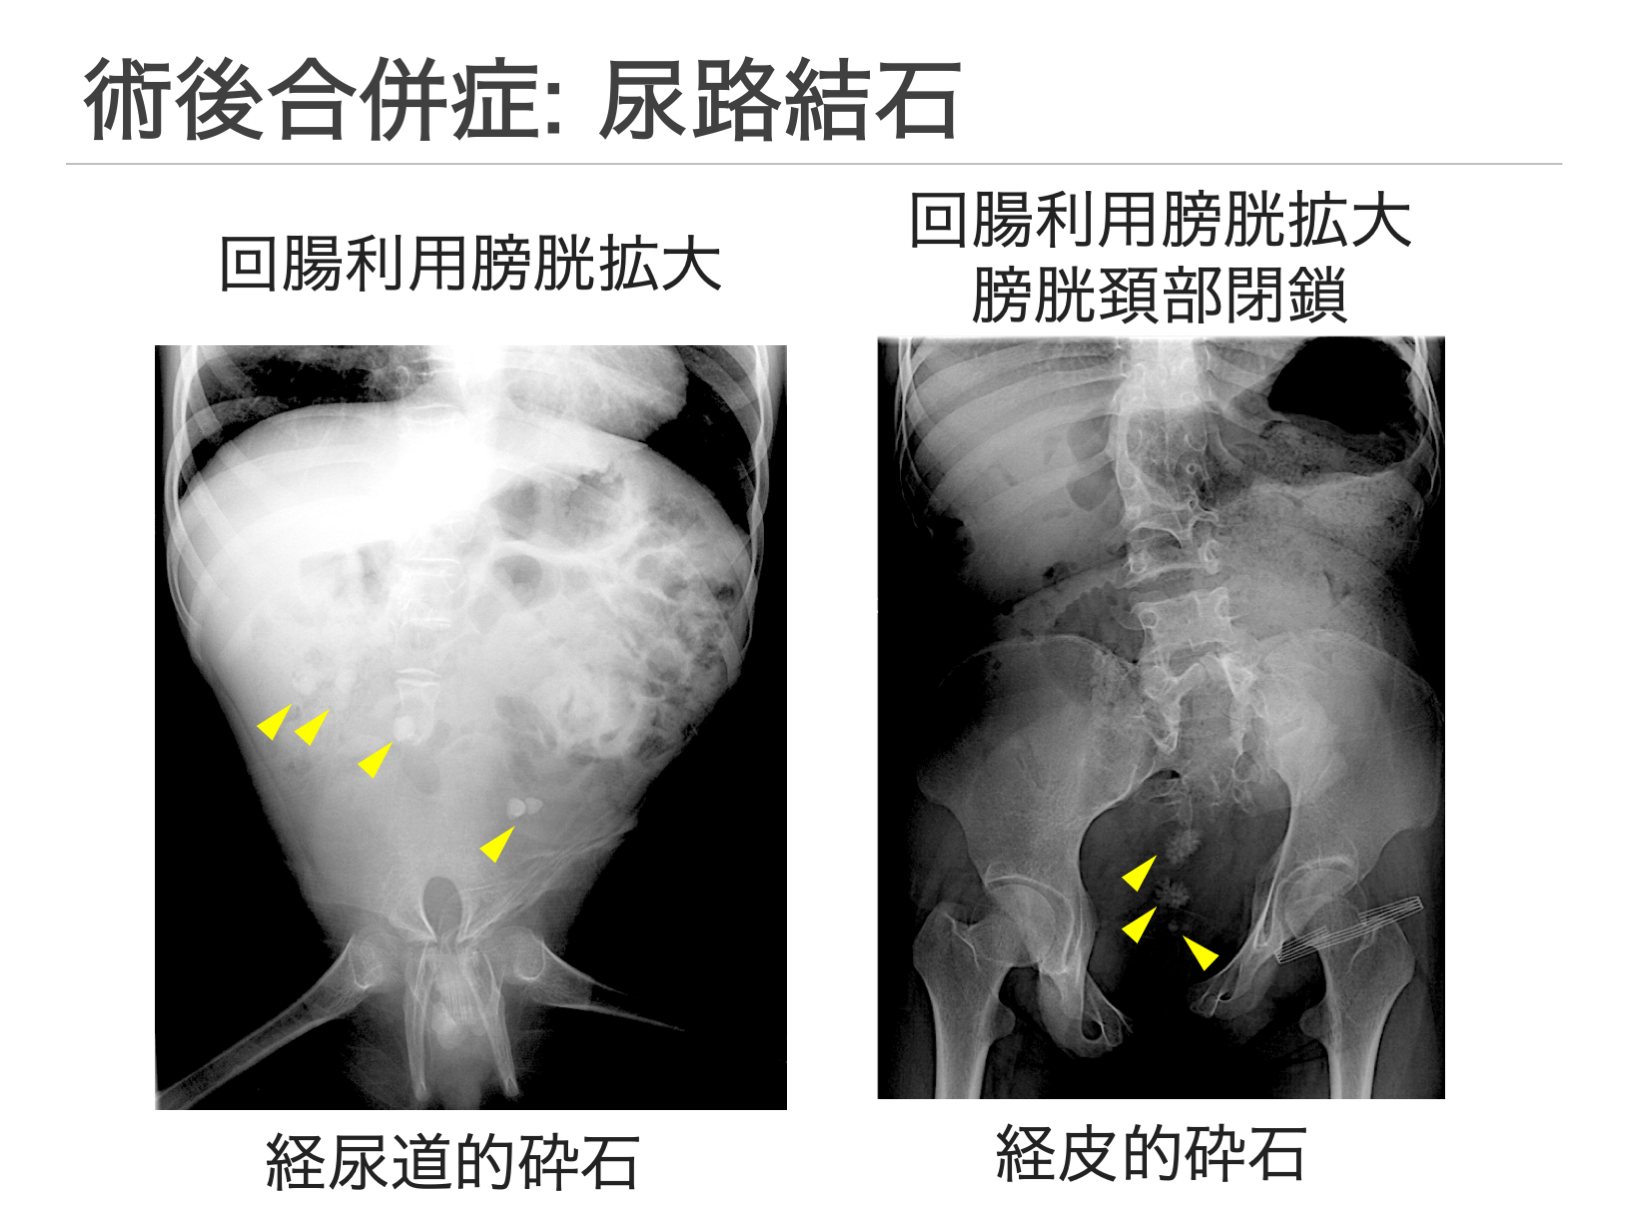 術後合併症: 尿路結石
回腸利用膀胱拡大
経尿道的砕石
回腸利用膀胱拡大
膀胱頚部閉鎖
経皮的砕石